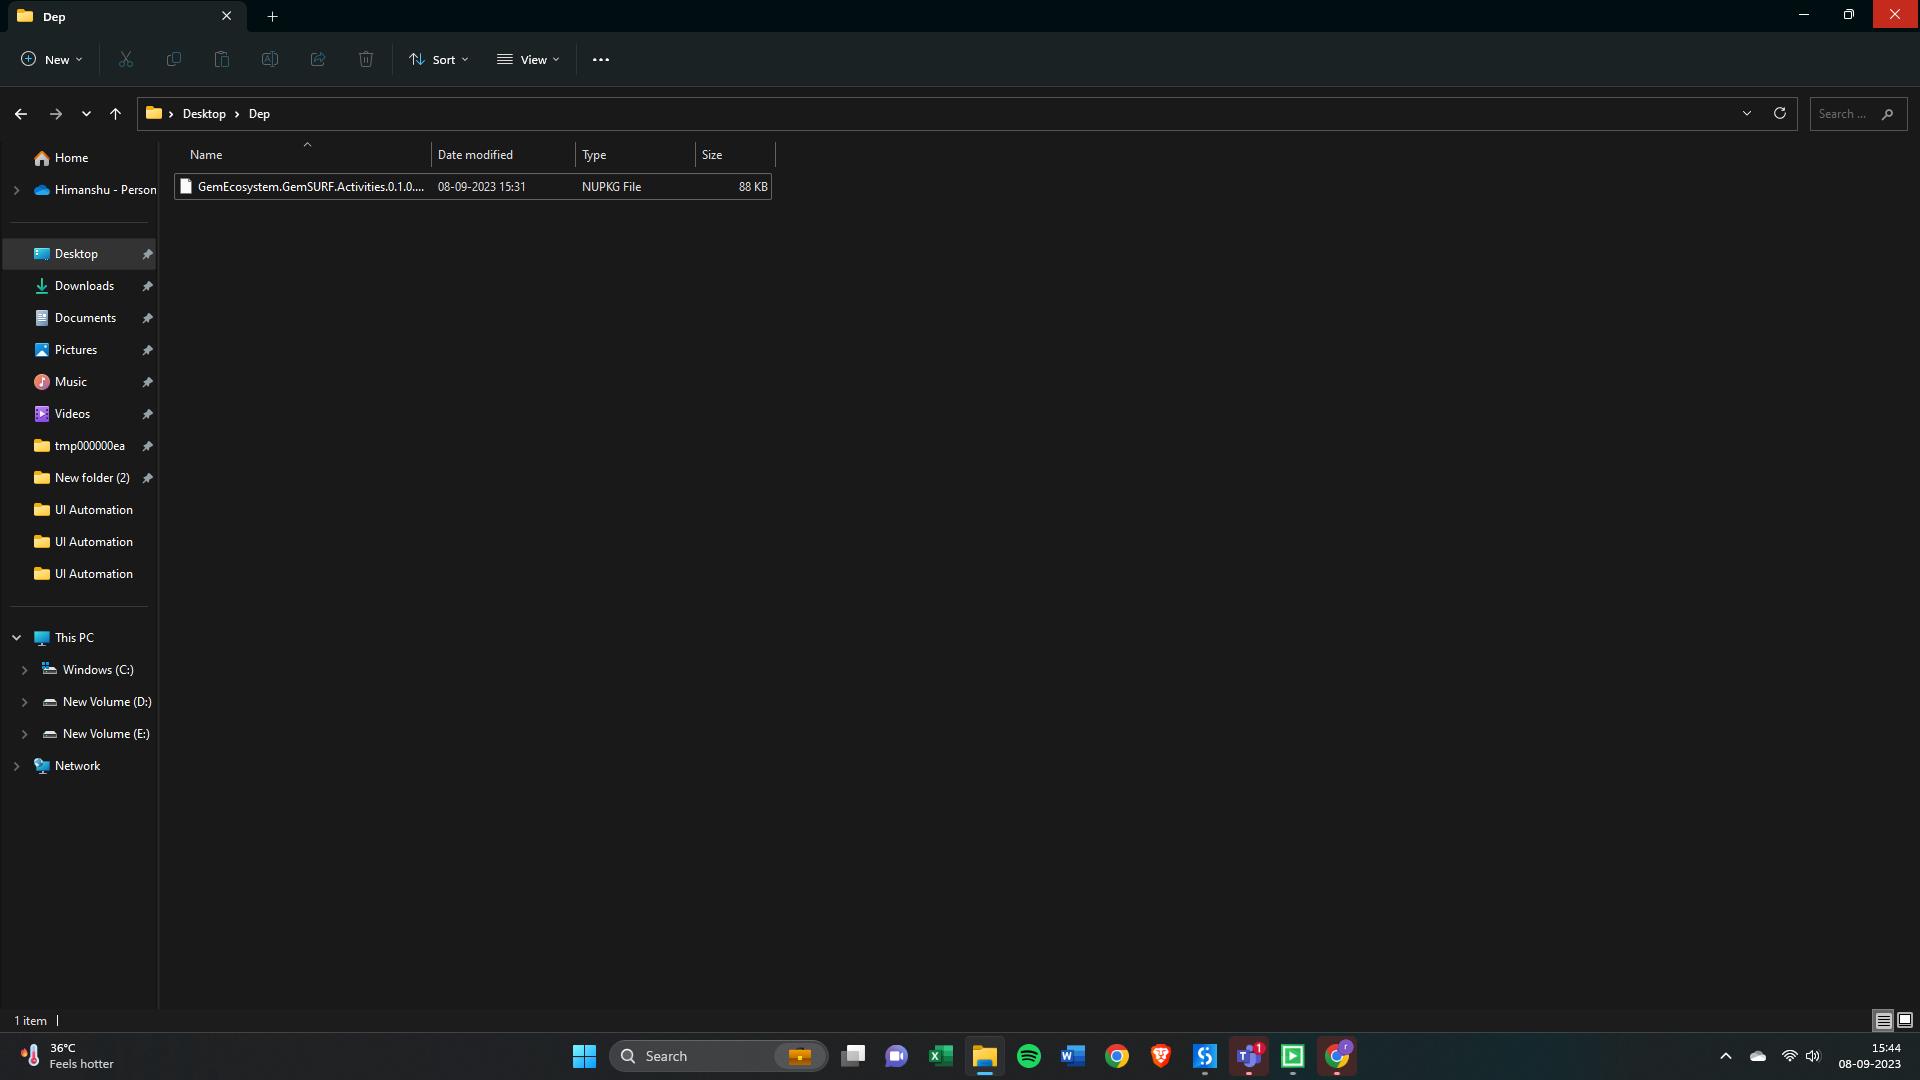 Dep
New
Sort
View
Desktop
Dep
Search ...
Home
Himanshu - Person
Desktop
Downloads
Documents
Pictures
Music
Videos
tmp000000ea
New folder (2)
UI Automation
UI Automation
UI Automation
This PC
Windows (C:)
New Volume (D:)
New Volume (E:)
Network
Name Date modified Type Size
GemEcosystem.GemSURF.Activities.0.1.0.... 08-09-2023 15:31 NUPKG File 88 KB
1 item
36°C
Feels hotter
Search
1
r
15:44
08-09-2023